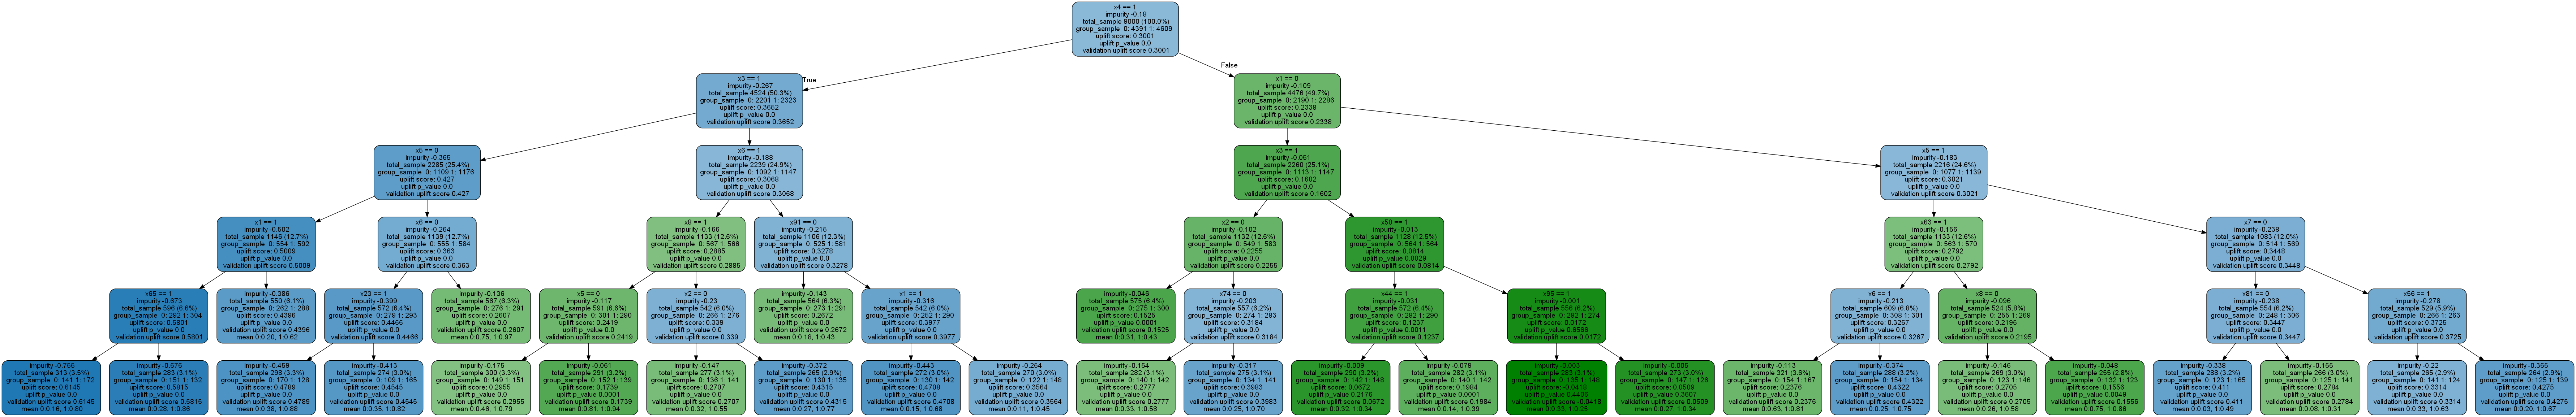 x4 == 1
impurity -0.18
total_sample 9000 (100.0%)
group_sample 0: 4391 1: 4609
uplift score: 0.3001
uplift p_value 0.0
validation uplift score 0.3001
True
False
x3 == 1
impurity -0.267
total_sample 4524 (50.3%)
group_sample 0: 2201 1: 2323
uplift score: 0.3652
uplift p_value 0.0
validation uplift score 0.3652
x1 == 0
impurity -0.109
total_sample 4476 (49.7%)
group_sample 0: 2190 1: 2286
uplift score: 0.2338
uplift p_value 0.0
validation uplift score 0.2338
x5 == 0
impurity -0.365
total_sample 2285 (25.4%)
group_sample 0: 1109 1: 1176
uplift score: 0.427
uplift p_value 0.0
validation uplift score 0.427
x6 == 1
impurity -0.188
total_sample 2239 (24.9%)
group_sample 0: 1092 1: 1147
uplift score: 0.3068
uplift p_value 0.0
validation uplift score 0.3068
x3 == 1
impurity -0.051
total_sample 2260 (25.1%)
group_sample 0: 1113 1: 1147
uplift score: 0.1602
uplift p_value 0.0
validation uplift score 0.1602
x5 == 1
impurity -0.183
total_sample 2216 (24.6%)
group_sample 0: 1077 1: 1139
uplift score: 0.3021
uplift p_value 0.0
validation uplift score 0.3021
x1 == 1
impurity -0.502
total_sample 1146 (12.7%)
group_sample 0: 554 1: 592
uplift score: 0.5009
uplift p_value 0.0
validation uplift score 0.5009
x6 == 0
impurity -0.264
total_sample 1139 (12.7%)
group_sample 0: 555 1: 584
uplift score: 0.363
uplift p_value 0.0
validation uplift score 0.363
x8 == 1
impurity -0.166
total_sample 1133 (12.6%)
group_sample 0: 567 1: 566
uplift score: 0.2885
uplift p_value 0.0
validation uplift score 0.2885
x91 == 0
impurity -0.215
total_sample 1106 (12.3%)
group_sample 0: 525 1: 581
uplift score: 0.3278
uplift p_value 0.0
validation uplift score 0.3278
x2 == 0
impurity -0.102
total_sample 1132 (12.6%)
group_sample 0: 549 1: 583
uplift score: 0.2255
uplift p_value 0.0
validation uplift score 0.2255
x50 == 1
impurity -0.013
total_sample 1128 (12.5%)
group_sample 0: 564 1: 564
uplift score: 0.0814
uplift p_value 0.0029
validation uplift score 0.0814
x63 == 1
impurity -0.156
total_sample 1133 (12.6%)
group_sample 0: 563 1: 570
uplift score: 0.2792
uplift p_value 0.0
validation uplift score 0.2792
x7 == 0
impurity -0.238
total_sample 1083 (12.0%)
group_sample 0: 514 1: 569
uplift score: 0.3448
uplift p_value 0.0
validation uplift score 0.3448
x65 == 1
impurity -0.673
total_sample 596 (6.6%)
group_sample 0: 292 1: 304
uplift score: 0.5801
uplift p_value 0.0
validation uplift score 0.5801
impurity -0.386
total_sample 550 (6.1%)
group_sample 0: 262 1: 288
uplift score: 0.4396
uplift p_value 0.0
validation uplift score 0.4396
mean 0:0.20, 1:0.62
x23 == 1
impurity -0.399
total_sample 572 (6.4%)
group_sample 0: 279 1: 293
uplift score: 0.4466
uplift p_value 0.0
validation uplift score 0.4466
impurity -0.136
total_sample 567 (6.3%)
group_sample 0: 276 1: 291
uplift score: 0.2607
uplift p_value 0.0
validation uplift score 0.2607
mean 0:0.75, 1:0.97
x5 == 0
impurity -0.117
total_sample 591 (6.6%)
group_sample 0: 301 1: 290
uplift score: 0.2419
uplift p_value 0.0
validation uplift score 0.2419
x2 == 0
impurity -0.23
total_sample 542 (6.0%)
group_sample 0: 266 1: 276
uplift score: 0.339
uplift p_value 0.0
validation uplift score 0.339
impurity -0.143
total_sample 564 (6.3%)
group_sample 0: 273 1: 291
uplift score: 0.2672
uplift p_value 0.0
validation uplift score 0.2672
mean 0:0.18, 1:0.43
x1 == 1
impurity -0.316
total_sample 542 (6.0%)
group_sample 0: 252 1: 290
uplift score: 0.3977
uplift p_value 0.0
validation uplift score 0.3977
impurity -0.046
total_sample 575 (6.4%)
group_sample 0: 275 1: 300
uplift score: 0.1525
uplift p_value 0.0001
validation uplift score 0.1525
mean 0:0.31, 1:0.43
x74 == 0
impurity -0.203
total_sample 557 (6.2%)
group_sample 0: 274 1: 283
uplift score: 0.3184
uplift p_value 0.0
validation uplift score 0.3184
x44 == 1
impurity -0.031
total_sample 572 (6.4%)
group_sample 0: 282 1: 290
uplift score: 0.1237
uplift p_value 0.0011
validation uplift score 0.1237
x95 == 1
impurity -0.001
total_sample 556 (6.2%)
group_sample 0: 282 1: 274
uplift score: 0.0172
uplift p_value 0.6566
validation uplift score 0.0172
x6 == 1
impurity -0.213
total_sample 609 (6.8%)
group_sample 0: 308 1: 301
uplift score: 0.3267
uplift p_value 0.0
validation uplift score 0.3267
x8 == 0
impurity -0.096
total_sample 524 (5.8%)
group_sample 0: 255 1: 269
uplift score: 0.2195
uplift p_value 0.0
validation uplift score 0.2195
x81 == 0
impurity -0.238
total_sample 554 (6.2%)
group_sample 0: 248 1: 306
uplift score: 0.3447
uplift p_value 0.0
validation uplift score 0.3447
x56 == 1
impurity -0.278
total_sample 529 (5.9%)
group_sample 0: 266 1: 263
uplift score: 0.3725
uplift p_value 0.0
validation uplift score 0.3725
impurity -0.755
total_sample 313 (3.5%)
group_sample 0: 141 1: 172
uplift score: 0.6145
uplift p_value 0.0
validation uplift score 0.6145
mean 0:0.16, 1:0.80
impurity -0.676
total_sample 283 (3.1%)
group_sample 0: 151 1: 132
uplift score: 0.5815
uplift p_value 0.0
validation uplift score 0.5815
mean 0:0.28, 1:0.86
impurity -0.459
total_sample 298 (3.3%)
group_sample 0: 170 1: 128
uplift score: 0.4789
uplift p_value 0.0
validation uplift score 0.4789
mean 0:0.38, 1:0.88
impurity -0.413
total_sample 274 (3.0%)
group_sample 0: 109 1: 165
uplift score: 0.4545
uplift p_value 0.0
validation uplift score 0.4545
mean 0:0.35, 1:0.82
impurity -0.175
total_sample 300 (3.3%)
group_sample 0: 149 1: 151
uplift score: 0.2955
uplift p_value 0.0
validation uplift score 0.2955
mean 0:0.46, 1:0.79
impurity -0.061
total_sample 291 (3.2%)
group_sample 0: 152 1: 139
uplift score: 0.1739
uplift p_value 0.0001
validation uplift score 0.1739
mean 0:0.81, 1:0.94
impurity -0.147
total_sample 277 (3.1%)
group_sample 0: 136 1: 141
uplift score: 0.2707
uplift p_value 0.0
validation uplift score 0.2707
mean 0:0.32, 1:0.55
impurity -0.372
total_sample 265 (2.9%)
group_sample 0: 130 1: 135
uplift score: 0.4315
uplift p_value 0.0
validation uplift score 0.4315
mean 0:0.27, 1:0.77
impurity -0.443
total_sample 272 (3.0%)
group_sample 0: 130 1: 142
uplift score: 0.4708
uplift p_value 0.0
validation uplift score 0.4708
mean 0:0.15, 1:0.68
impurity -0.254
total_sample 270 (3.0%)
group_sample 0: 122 1: 148
uplift score: 0.3564
uplift p_value 0.0
validation uplift score 0.3564
mean 0:0.11, 1:0.45
impurity -0.154
total_sample 282 (3.1%)
group_sample 0: 140 1: 142
uplift score: 0.2777
uplift p_value 0.0
validation uplift score 0.2777
mean 0:0.33, 1:0.58
impurity -0.317
total_sample 275 (3.1%)
group_sample 0: 134 1: 141
uplift score: 0.3983
uplift p_value 0.0
validation uplift score 0.3983
mean 0:0.25, 1:0.70
impurity -0.009
total_sample 290 (3.2%)
group_sample 0: 142 1: 148
uplift score: 0.0672
uplift p_value 0.2176
validation uplift score 0.0672
mean 0:0.32, 1:0.34
impurity -0.079
total_sample 282 (3.1%)
group_sample 0: 140 1: 142
uplift score: 0.1984
uplift p_value 0.0001
validation uplift score 0.1984
mean 0:0.14, 1:0.39
impurity -0.003
total_sample 283 (3.1%)
group_sample 0: 135 1: 148
uplift score: -0.0418
uplift p_value 0.4408
validation uplift score -0.0418
mean 0:0.33, 1:0.25
impurity -0.005
total_sample 273 (3.0%)
group_sample 0: 147 1: 126
uplift score: 0.0509
uplift p_value 0.3607
validation uplift score 0.0509
mean 0:0.27, 1:0.34
impurity -0.113
total_sample 321 (3.6%)
group_sample 0: 154 1: 167
uplift score: 0.2376
uplift p_value 0.0
validation uplift score 0.2376
mean 0:0.63, 1:0.81
impurity -0.374
total_sample 288 (3.2%)
group_sample 0: 154 1: 134
uplift score: 0.4322
uplift p_value 0.0
validation uplift score 0.4322
mean 0:0.25, 1:0.75
impurity -0.146
total_sample 269 (3.0%)
group_sample 0: 123 1: 146
uplift score: 0.2705
uplift p_value 0.0
validation uplift score 0.2705
mean 0:0.26, 1:0.58
impurity -0.048
total_sample 255 (2.8%)
group_sample 0: 132 1: 123
uplift score: 0.1556
uplift p_value 0.0049
validation uplift score 0.1556
mean 0:0.75, 1:0.86
impurity -0.338
total_sample 288 (3.2%)
group_sample 0: 123 1: 165
uplift score: 0.411
uplift p_value 0.0
validation uplift score 0.411
mean 0:0.03, 1:0.49
impurity -0.155
total_sample 266 (3.0%)
group_sample 0: 125 1: 141
uplift score: 0.2784
uplift p_value 0.0
validation uplift score 0.2784
mean 0:0.08, 1:0.31
impurity -0.22
total_sample 265 (2.9%)
group_sample 0: 141 1: 124
uplift score: 0.3314
uplift p_value 0.0
validation uplift score 0.3314
mean 0:0.33, 1:0.63
impurity -0.365
total_sample 264 (2.9%)
group_sample 0: 125 1: 139
uplift score: 0.4275
uplift p_value 0.0
validation uplift score 0.4275
mean 0:0.20, 1:0.67